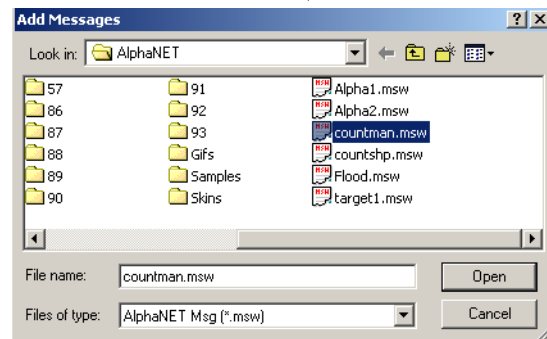 Add Messages
Look in: AlphaNET
57 91 Alpha1.msw
86 92 Alpha2.msw
87 93 countman.msw
88 Gifs countshp.msw
89 Samples Flood.msw
90 Skins target1.msw
File name: countman.msw Open
Files of type: AlphaNET Msg (*.msw) Cancel